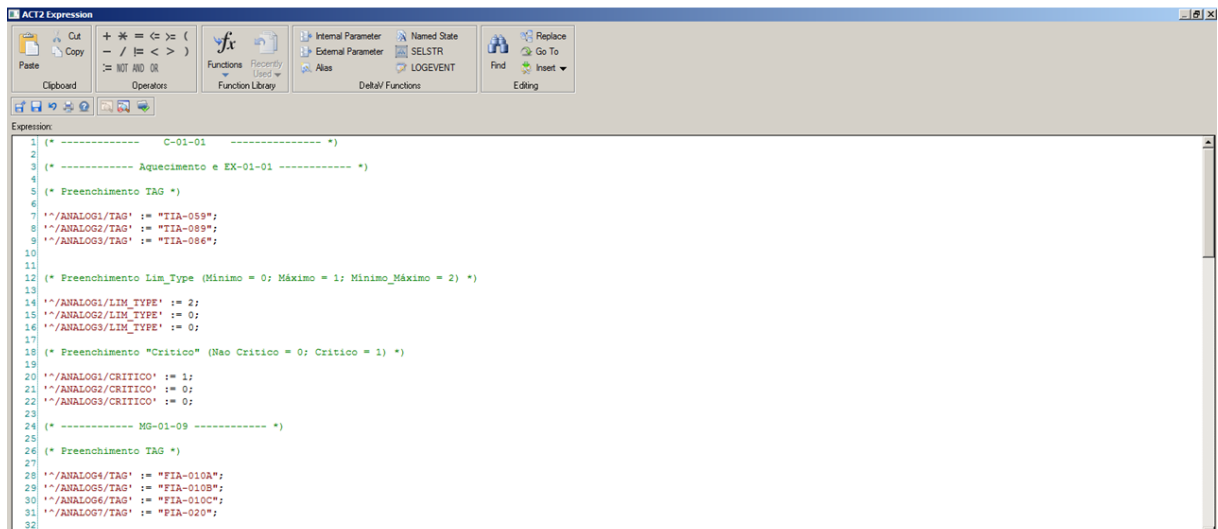 ACT2 Expression
Paste
Cut
Copy
Clipboard
+ * = <= >= (
- / != < > )
:= NOT AND OR
Operators
fx
Functions
Recently Used
Function Library
Internal Parameter
External Parameter
Alias
Named State
SELSTR
LOGEVENT
DeltaV Functions
Find
Replace
Go To
Insert
Editing
Expression:
1 (* ------------- C-01-01 --------------- *)
2
3 (* ------------ Aquecimento e EX-01-01 ------------ *)
4
5 (* Preenchimento TAG *)
6
7 '^/ANALOG1/TAG' := "TIA-059";
8 '^/ANALOG2/TAG' := "TIA-089";
9 '^/ANALOG3/TAG' := "TIA-086";
10
11
12 (* Preenchimento Lim_Type (Mínimo = 0; Máximo = 1; Mínimo_Máximo = 2) *)
13
14 '^/ANALOG1/LIM_TYPE' := 2;
15 '^/ANALOG2/LIM_TYPE' := 0;
16 '^/ANALOG3/LIM_TYPE' := 0;
17
18 (* Preenchimento "Critico" (Nao Critico = 0; Critico = 1) *)
19
20 '^/ANALOG1/CRITICO' := 1;
21 '^/ANALOG2/CRITICO' := 0;
22 '^/ANALOG3/CRITICO' := 0;
23
24 (* ------------ MG-01-09 ------------ *)
25
26 (* Preenchimento TAG *)
27
28 '^/ANALOG4/TAG' := "FIA-010A";
29 '^/ANALOG5/TAG' := "FIA-010B";
30 '^/ANALOG6/TAG' := "FIA-010C";
31 '^/ANALOG7/TAG' := "PIA-020";
32